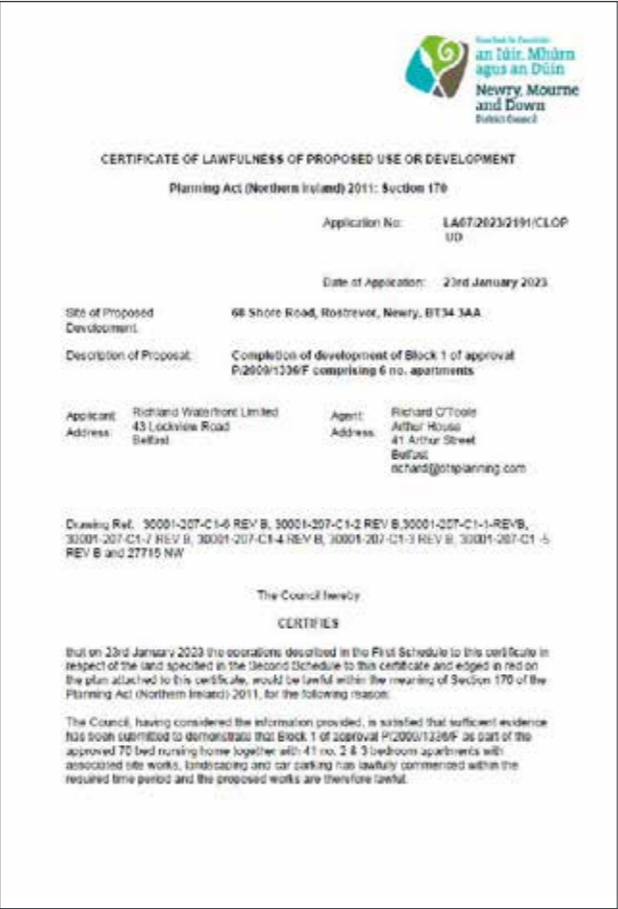 an Iúir, Mhúrn
agus an Dúin
Newry, Mourne
and Down
District Council
CERTIFICATE OF LAWFULNESS OF PROPOSED USE OR DEVELOPMENT
Planning Act (Northern Ireland) 2011: Section 170
Application No: LA07/2023/2191/CLOP
UD
Date of Application: 23rd January 2023
Site of Proposed
Development:
68 Shore Road, Rostrevor, Newry, BT34 3AA
Description of Proposal:
Completion of development of Block 1 of approval
P/2009/1336/F comprising 6 no. apartments
Applicant: Richland Waterfront Limited
Address: 43 Lockview Road
Belfast
Agent: Richard O'Toole
Address: Arthur House
41 Arthur Street
Belfast
richard@otsplanning.com
Drawing Ref: 30001-207-C1-6 REV B, 30001-207-C1-2 REV B,30001-207-C1-1-REVB,
30001-207-C1-7 REV B, 30001-207-C1-4 REV B, 30001-207-C1-3 REV B, 30001-207-C1 -5
REV B and 27715 NW
The Council hereby
CERTIFIES
that on 23rd January 2023 the operations described in the First Schedule to this certificate in
respect of the land specified in the Second Schedule to this certificate and edged in red on
the plan attached to this certificate, would be lawful within the meaning of Section 170 of the
Planning Act (Northern Ireland) 2011, for the following reason:
The Council, having considered the information provided, is satisfied that sufficient evidence
has been submitted to demonstrate that Block 1 of approval P/2009/1336/F as part of the
approved 70 bed nursing home together with 41 no. 2 & 3 bedroom apartments with
associated site works, landscaping and car parking has lawfully commenced within the
required time period and the proposed works are therefore lawful.